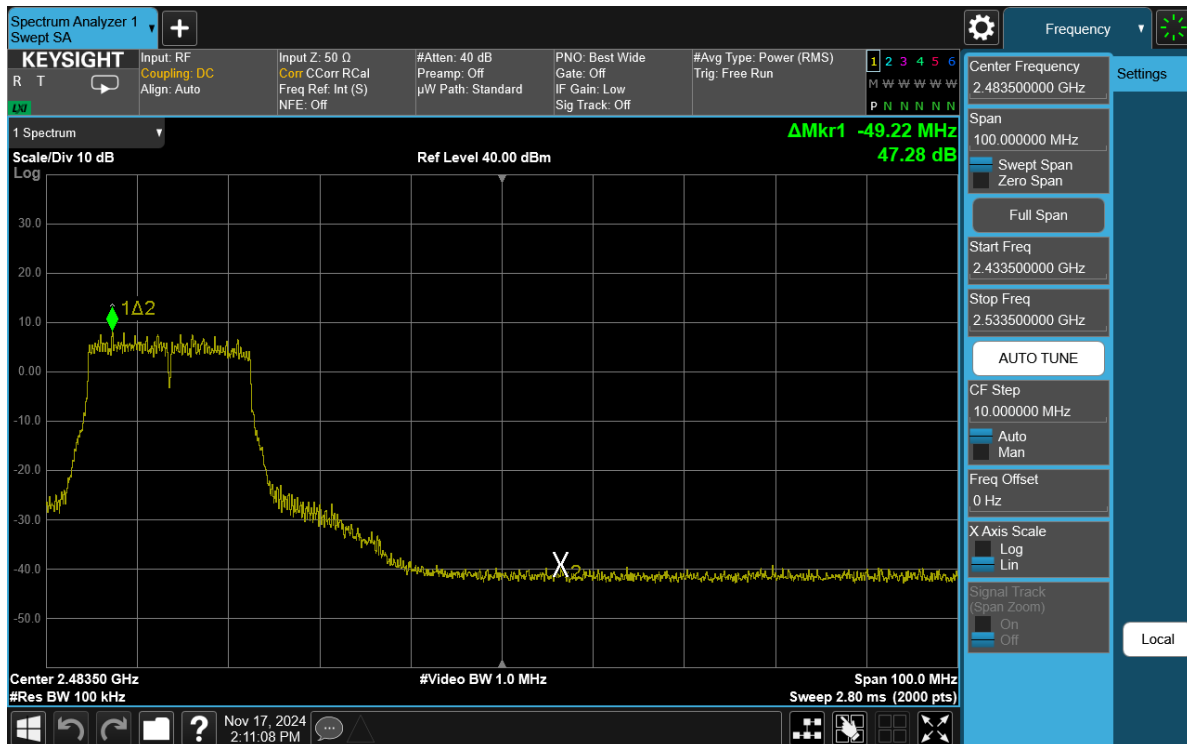 Spectrum Analyzer 1
Swept SA
+
Frequency
KEYSIGHT
R T
LXI
Input: RF
Coupling: DC
Align: Auto
Input Z: 50 Ω
Corr CCorr RCal
Freq Ref: Int (S)
NFE: Off
#Atten: 40 dB
Preamp: Off
µW Path: Standard
PNO: Best Wide
Gate: Off
IF Gain: Low
Sig Track: Off
#Avg Type: Power (RMS)
Trig: Free Run
1 2 3 4 5 6
M W W W W W
P N N N N N
1 Spectrum
ΔMkr1 -49.22 MHz
47.28 dB
Scale/Div 10 dB
Ref Level 40.00 dBm
Log
30.0
20.0
10.0
0.00
-10.0
-20.0
-30.0
-40.0
-50.0
1Δ2
X2
Center 2.48350 GHz
#Video BW 1.0 MHz
Span 100.0 MHz
#Res BW 100 kHz
Sweep 2.80 ms (2000 pts)
Center Frequency
2.483500000 GHz
Settings
Span
100.000000 MHz
Swept Span
Zero Span
Full Span
Start Freq
2.433500000 GHz
Stop Freq
2.533500000 GHz
AUTO TUNE
CF Step
10.000000 MHz
Auto
Man
Freq Offset
0 Hz
X Axis Scale
Log
Lin
Signal Track
(Span Zoom)
On
Off
Local
?
Nov 17, 2024
2:11:08 PM